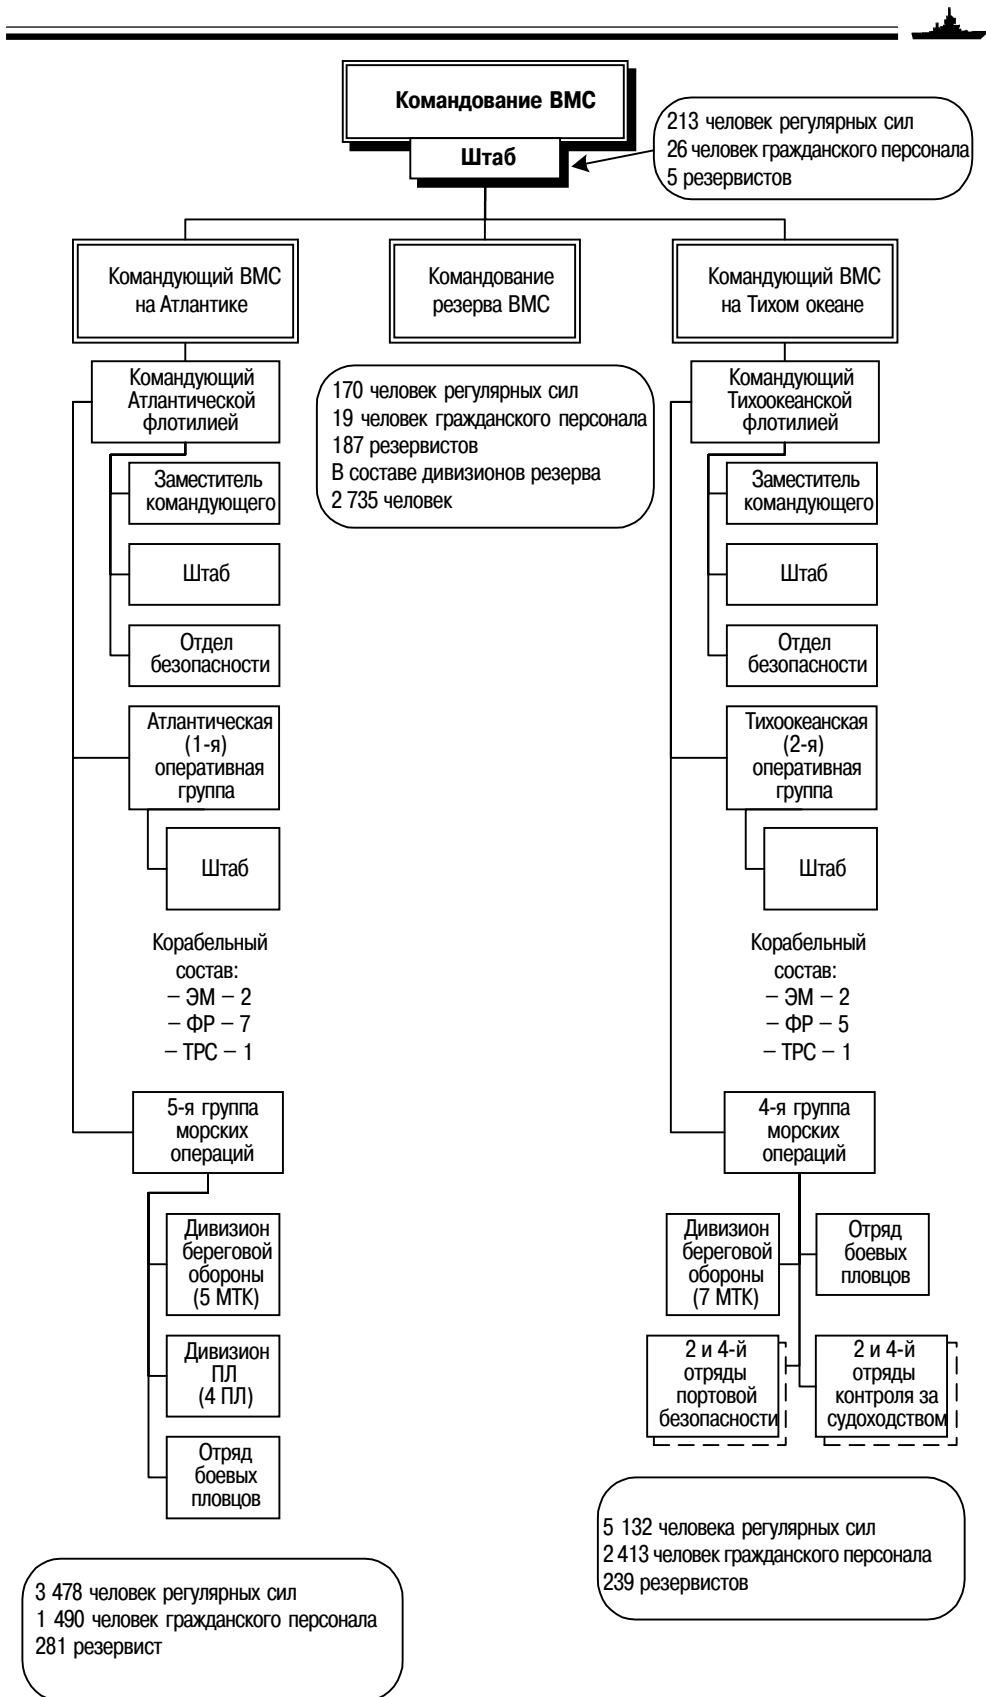 Командование ВМС
Штаб
213 человек регулярных сил
26 человек гражданского персонала
5 резервистов
Командующий ВМС
на Атлантике
Командование
резерва ВМС
Командующий ВМС
на Тихом океане
Командующий
Атлантической
флотилией
Заместитель
командующего
Штаб
Отдел
безопасности
Атлантическая
(1-я)
оперативная
группа
Штаб
Корабельный
состав:
– ЭМ – 2
– ФР – 7
– ТРС – 1
5-я группа
морских
операций
Дивизион
береговой
обороны
(5 МТК)
Дивизион
ПЛ
(4 ПЛ)
Отряд
боевых
пловцов
3 478 человек регулярных сил
1 490 человек гражданского персонала
281 резервист
170 человек регулярных сил
19 человек гражданского персонала
187 резервистов
В составе дивизионов резерва
2 735 человек
Командующий
Тихоокеанской
флотилией
Заместитель
командующего
Штаб
Отдел
безопасности
Тихоокеанская
(2-я)
оперативная
группа
Штаб
Корабельный
состав:
– ЭМ – 2
– ФР – 5
– ТРС – 1
4-я группа
морских
операций
Дивизион
береговой
обороны
(7 МТК)
Отряд
боевых
пловцов
2 и 4-й
отряды
портовой
безопасности
2 и 4-й
отряды
контроля за
судоходством
5 132 человека регулярных сил
2 413 человек гражданского персонала
239 резервистов